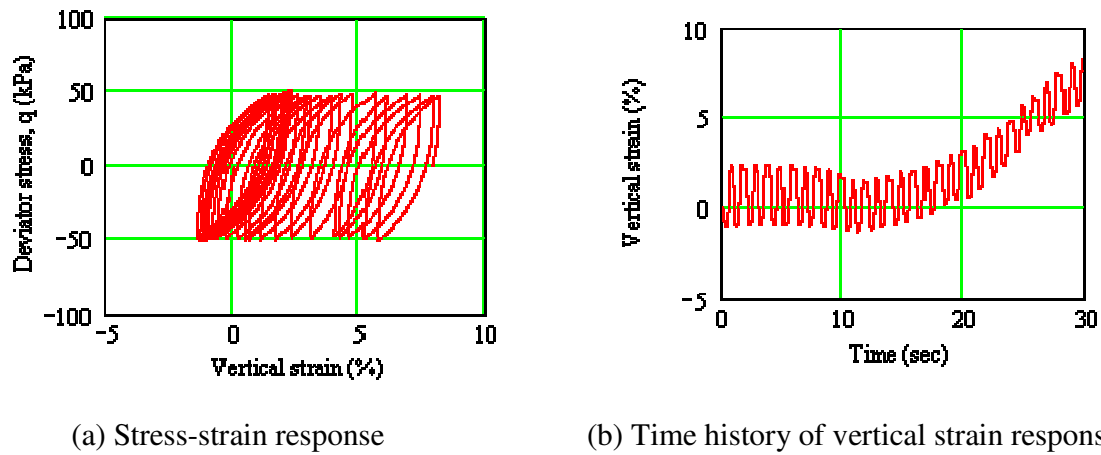 100
50
0
-50
-100
-5
0
5
10
Deviator stress, q (kPa)
Vertical strain (%)
10
5
0
-5
0
10
20
30
Vertical strain (%)
Time (sec)
(a) Stress-strain response
(b) Time history of vertical strain respons